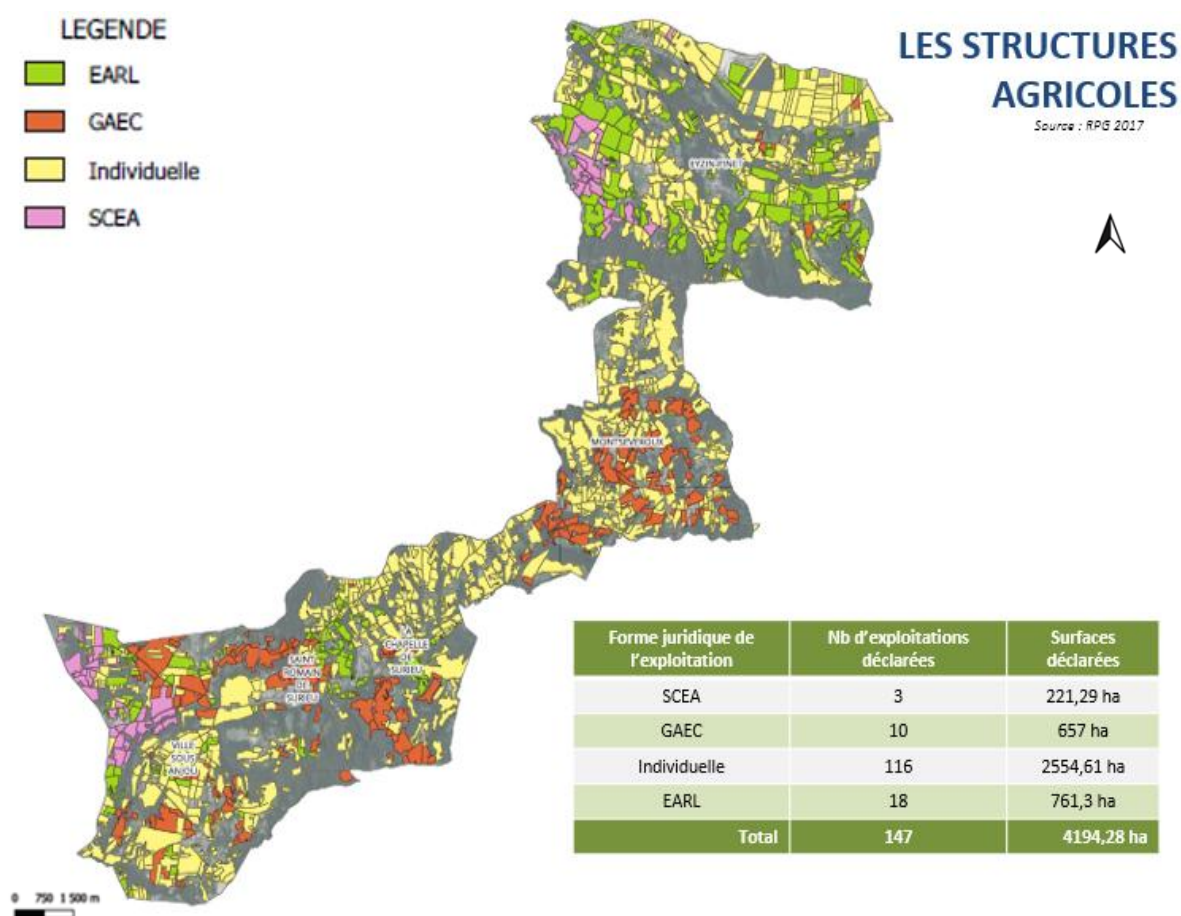 LEGENDE
EARL
GAEC
Individuelle
SCEA
LES STRUCTURES
AGRICOLES
Source : RPG 2017
EYZIN-PINET
MONTSEVEROUX
LA
CHAPELLE
DE
SURIEU
SAINT
ROMAIN
DE
SURIEU
VILLE
SOUS
ANJOU
Forme juridique de l'exploitation Nb d'exploitations déclarées Surfaces déclarées
SCEA 3 221,29 ha
GAEC 10 657 ha
Individuelle 116 2554,61 ha
EARL 18 761,3 ha
Total 147 4194,28 ha
0 750 1 500 m